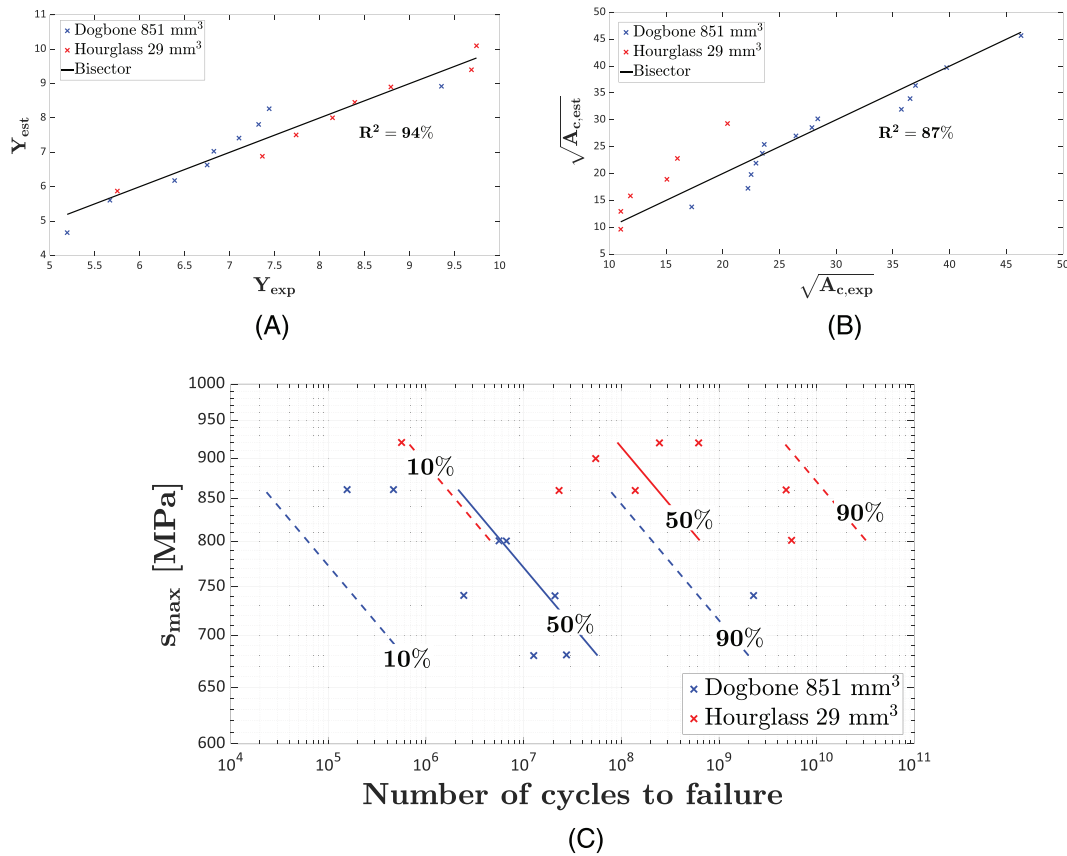 11
10
9
8
7
6
5
4
Y_est
× Dogbone 851 mm³
× Hourglass 29 mm³
Bisector
R² = 94%
5 5.5 6 6.5 7 7.5 8 8.5 9 9.5 10
Y_exp
(A)
50
45
40
35
30
25
20
15
10
5
√A_c,est
× Dogbone 851 mm³
× Hourglass 29 mm³
Bisector
R² = 87%
10 15 20 25 30 35 40 45 50
√A_c,exp
(B)
1000
950
900
850
800
750
700
650
600
s_max [MPa]
10%
50%
90%
50%
90%
10%
× Dogbone 851 mm³
× Hourglass 29 mm³
10⁴ 10⁵ 10⁶ 10⁷ 10⁸ 10⁹ 10¹⁰ 10¹¹
Number of cycles to failure
(C)